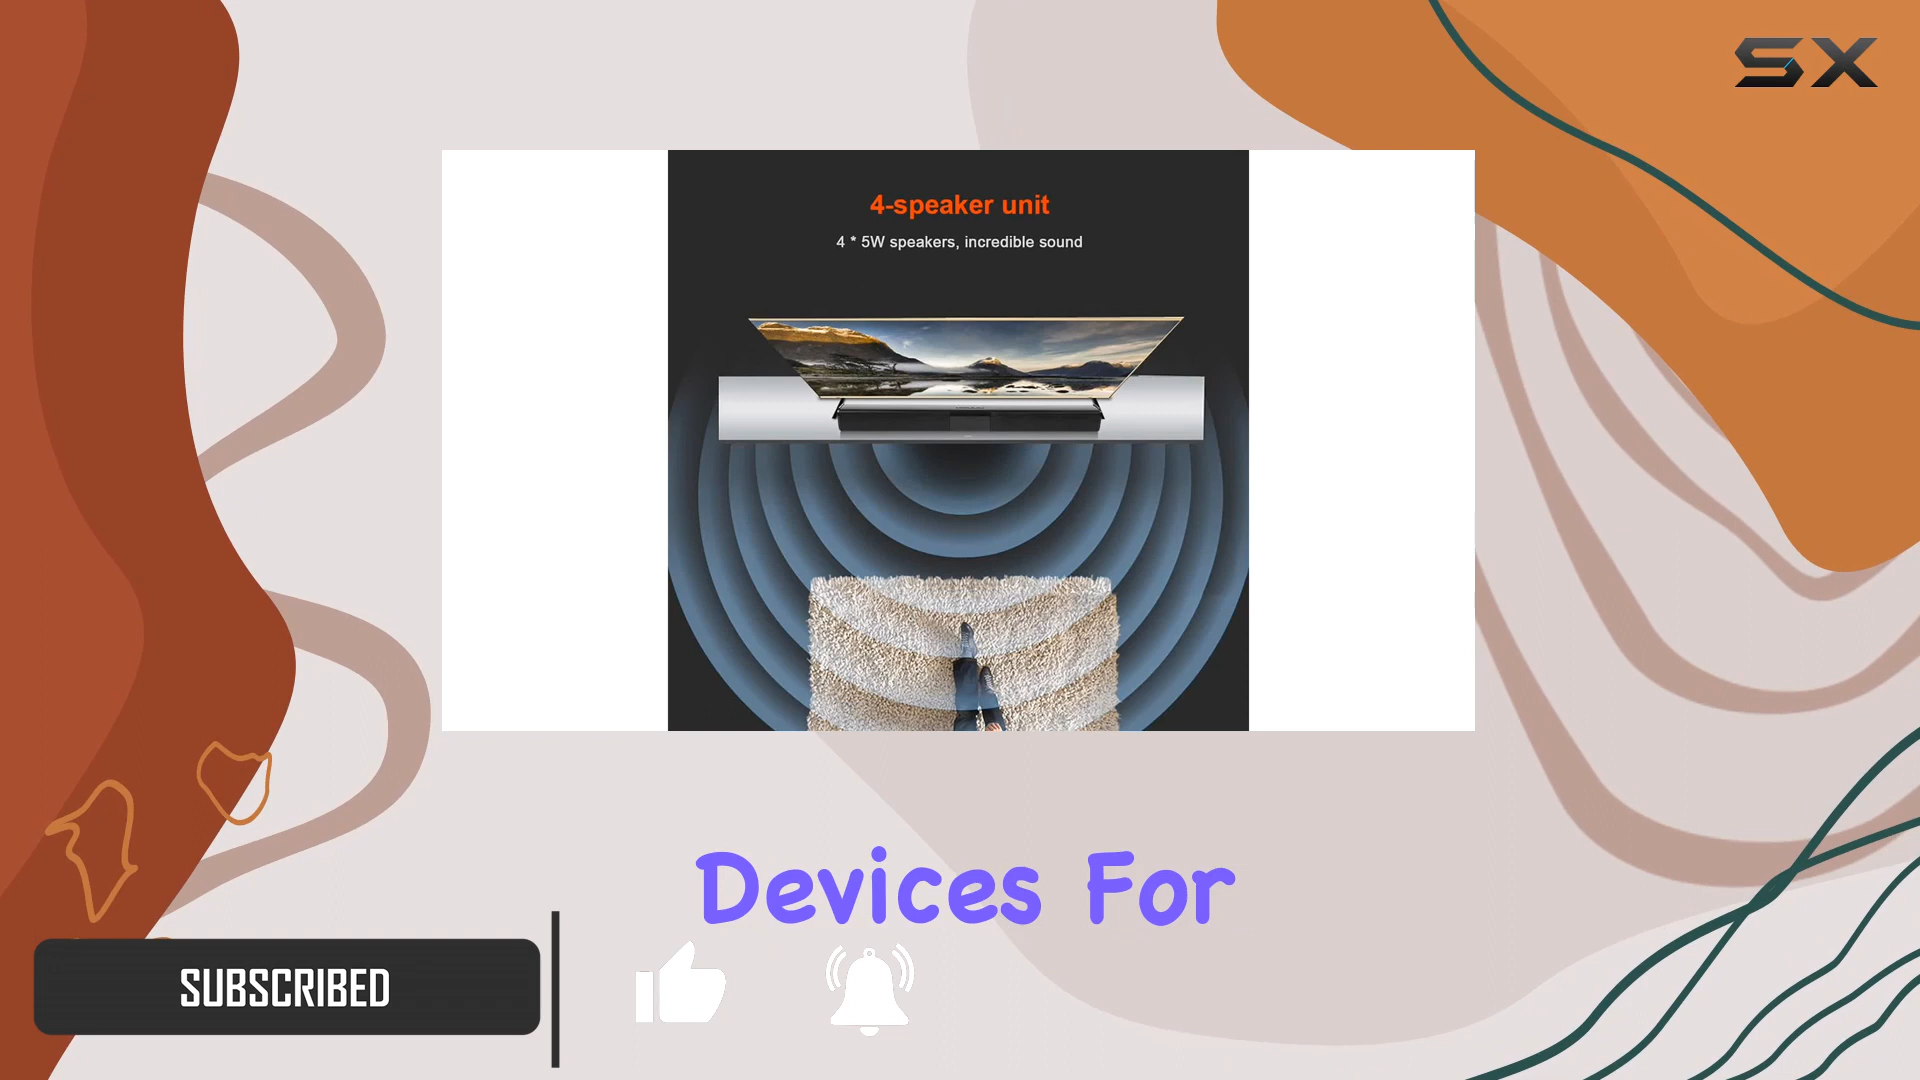 SX
4-speaker unit
4 * 5W speakers, incredible sound
Devices For
SUBSCRIBED